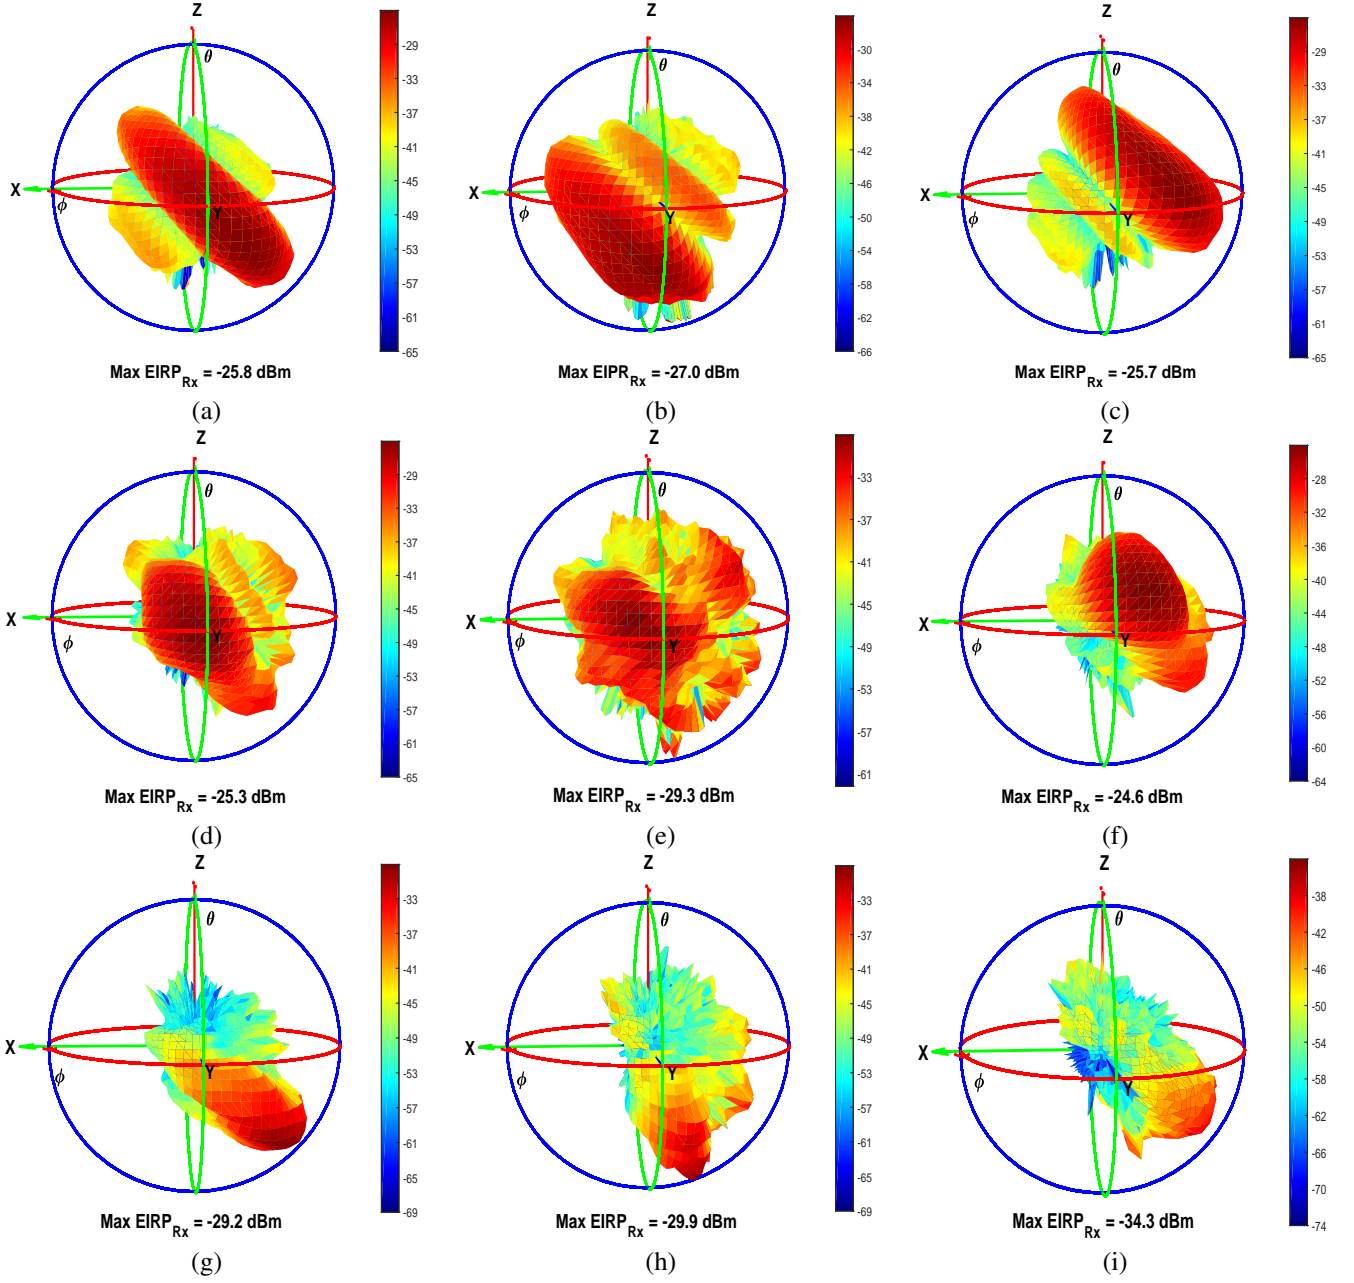 Z
θ
X
ϕ
Y
-29
-33
-37
-41
-45
-49
-53
-57
-61
-65
Max EIRP_Rx = -25.8 dBm
(a)
Z
θ
X
ϕ
Y
-30
-34
-38
-42
-46
-50
-54
-58
-62
-66
Max EIPR_Rx = -27.0 dBm
(b)
Z
θ
X
ϕ
Y
-29
-33
-37
-41
-45
-49
-53
-57
-61
-65
Max EIRP_Rx = -25.7 dBm
(c)
Z
θ
X
ϕ
Y
-29
-33
-37
-41
-45
-49
-53
-57
-61
-65
Max EIRP_Rx = -25.3 dBm
(d)
Z
θ
X
ϕ
Y
-33
-37
-41
-45
-49
-53
-57
-61
Max EIRP_Rx = -29.3 dBm
(e)
Z
θ
X
ϕ
Y
-28
-32
-36
-40
-44
-48
-52
-56
-60
-64
Max EIRP_Rx = -24.6 dBm
(f)
Z
θ
X
ϕ
Y
-33
-37
-41
-45
-49
-53
-57
-61
-65
-69
Max EIRP_Rx = -29.2 dBm
(g)
Z
θ
X
ϕ
Y
-33
-37
-41
-45
-49
-53
-57
-61
-65
-69
Max EIRP_Rx = -29.9 dBm
(h)
Z
θ
X
ϕ
Y
-38
-42
-46
-50
-54
-58
-62
-66
-70
-74
Max EIRP_Rx = -34.3 dBm
(i)